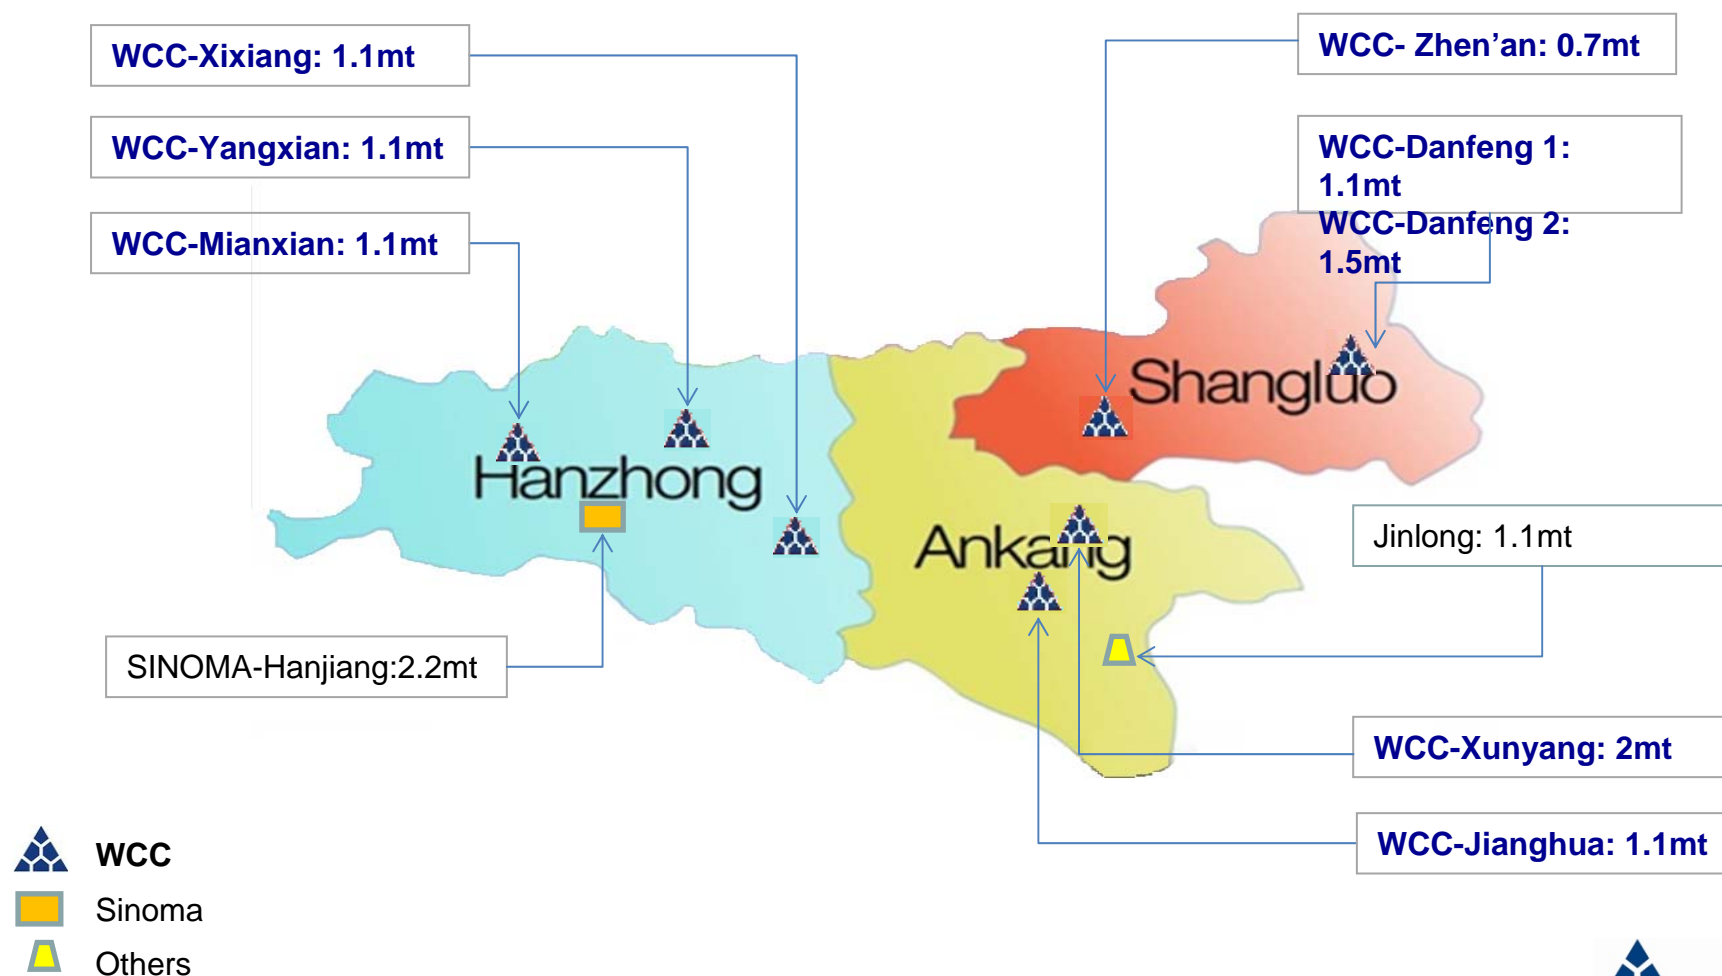 WCC-Xixiang: 1.1mt
WCC-Yangxian: 1.1mt
WCC-Mianxian: 1.1mt
WCC- Zhen’an: 0.7mt
WCC-Danfeng 1:
1.1mt
WCC-Danfeng 2:
1.5mt
Shangluo
Hanzhong
Ankang
Jinlong: 1.1mt
SINOMA-Hanjiang:2.2mt
WCC-Xunyang: 2mt
WCC-Jianghua: 1.1mt
WCC
Sinoma
Others